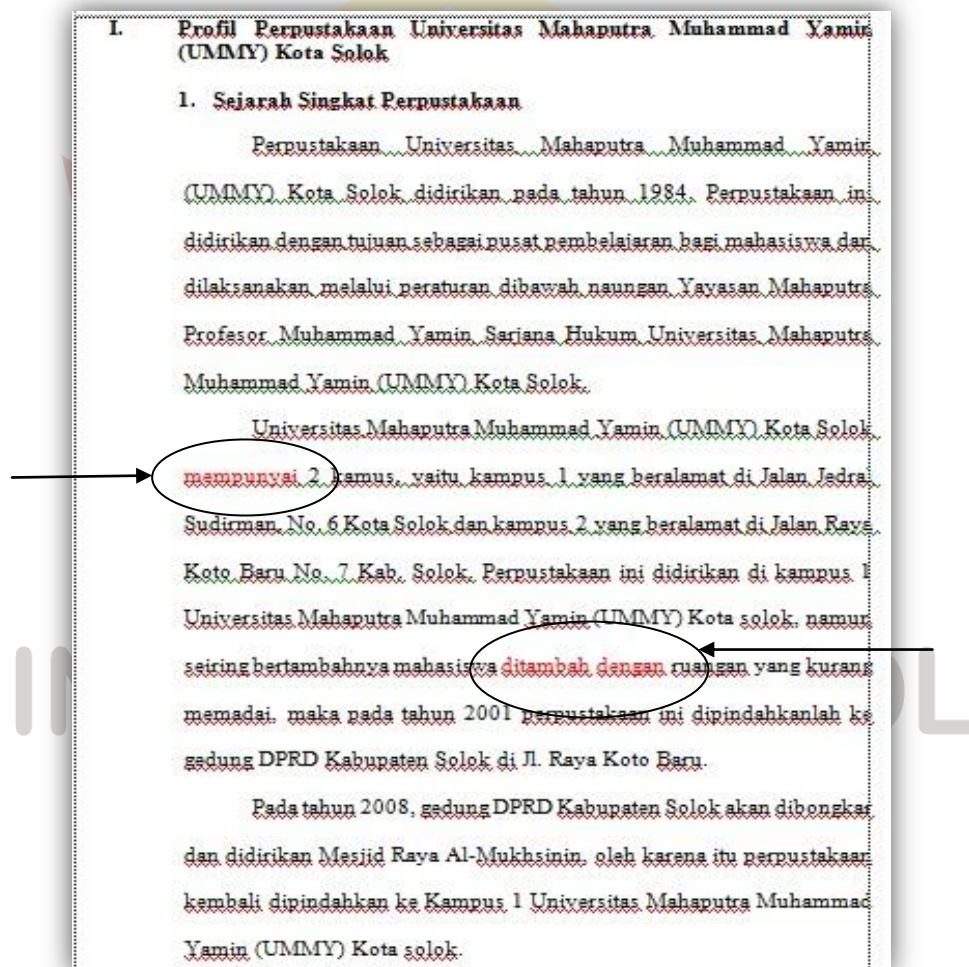 I. Profil Perpustakaan Universitas Mahaputra Muhammad Yamin
(UMMY) Kota Solok
1. Sejarah Singkat Perpustakaan
Perpustakaan Universitas Mahaputra Muhammad Yamin
(UMMY) Kota Solok didirikan pada tahun 1984. Perpustakaan ini
didirikan dengan tujuan sebagai pusat pembelajaran bagi mahasiswa dan
dilaksanakan melalui peraturan dibawah naungan Yayasan Mahaputra
Profesor Muhammad Yamin Sarjana Hukum Universitas Mahaputra
Muhammad Yamin (UMMY) Kota Solok.
Universitas Mahaputra Muhammad Yamin (UMMY) Kota Solok
mempunyai 2 kamus, yaitu kampus 1 yang beralamat di Jalan Jedral
Sudirman, No. 6 Kota Solok dan kampus 2 yang beralamat di Jalan Raya
Koto Baru No. 7 Kab. Solok. Perpustakaan ini didirikan di kampus 1
Universitas Mahaputra Muhammad Yamin (UMMY) Kota solok, namun
seiring bertambahnya mahasiswa ditambah dengan ruangan yang kurang
memadai, maka pada tahun 2001 perpustakaan ini dipindahkanlah ke
gedung DPRD Kabupaten Solok di Jl. Raya Koto Baru.
Pada tahun 2008, gedung DPRD Kabupaten Solok akan dibongkar
dan didirikan Mesjid Raya Al-Mukhsinin, oleh karena itu perpustakaan
kembali dipindahkan ke Kampus 1 Universitas Mahaputra Muhammad
Yamin (UMMY) Kota solok.